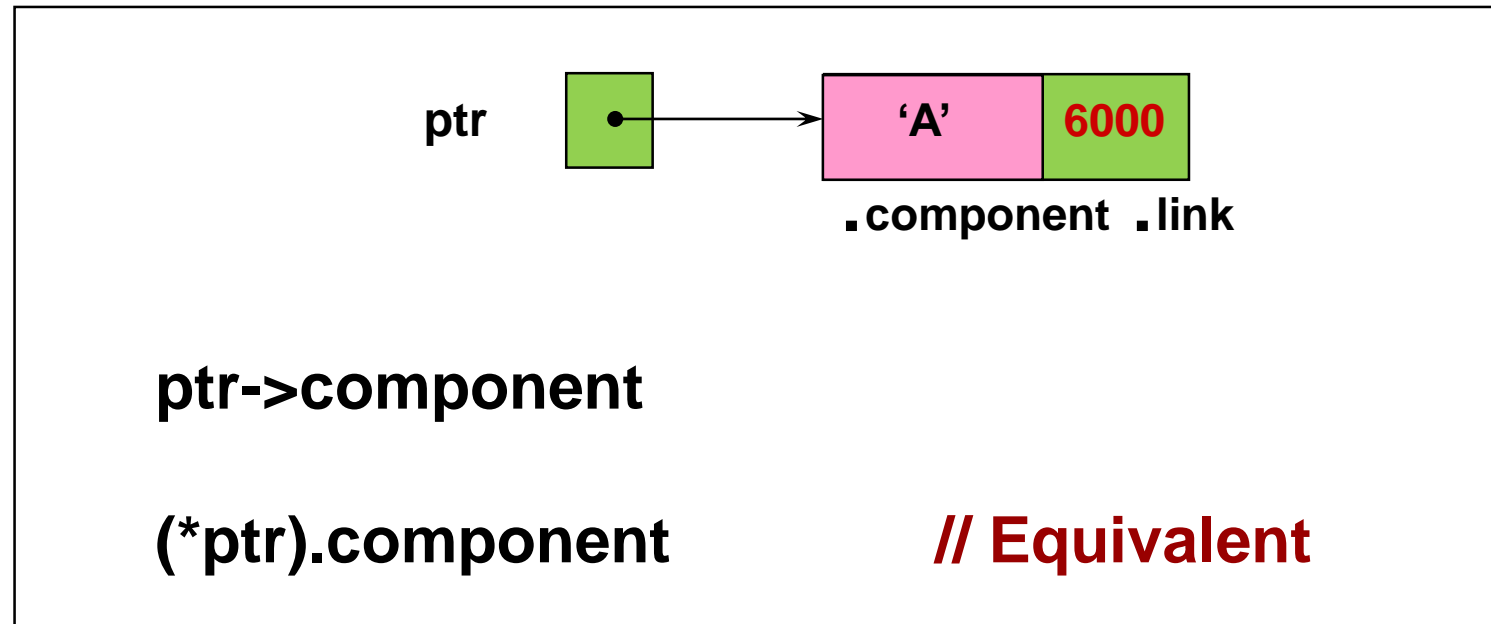 ptr ‘A’ 6000
.component .link
ptr->component
(*ptr).component // Equivalent